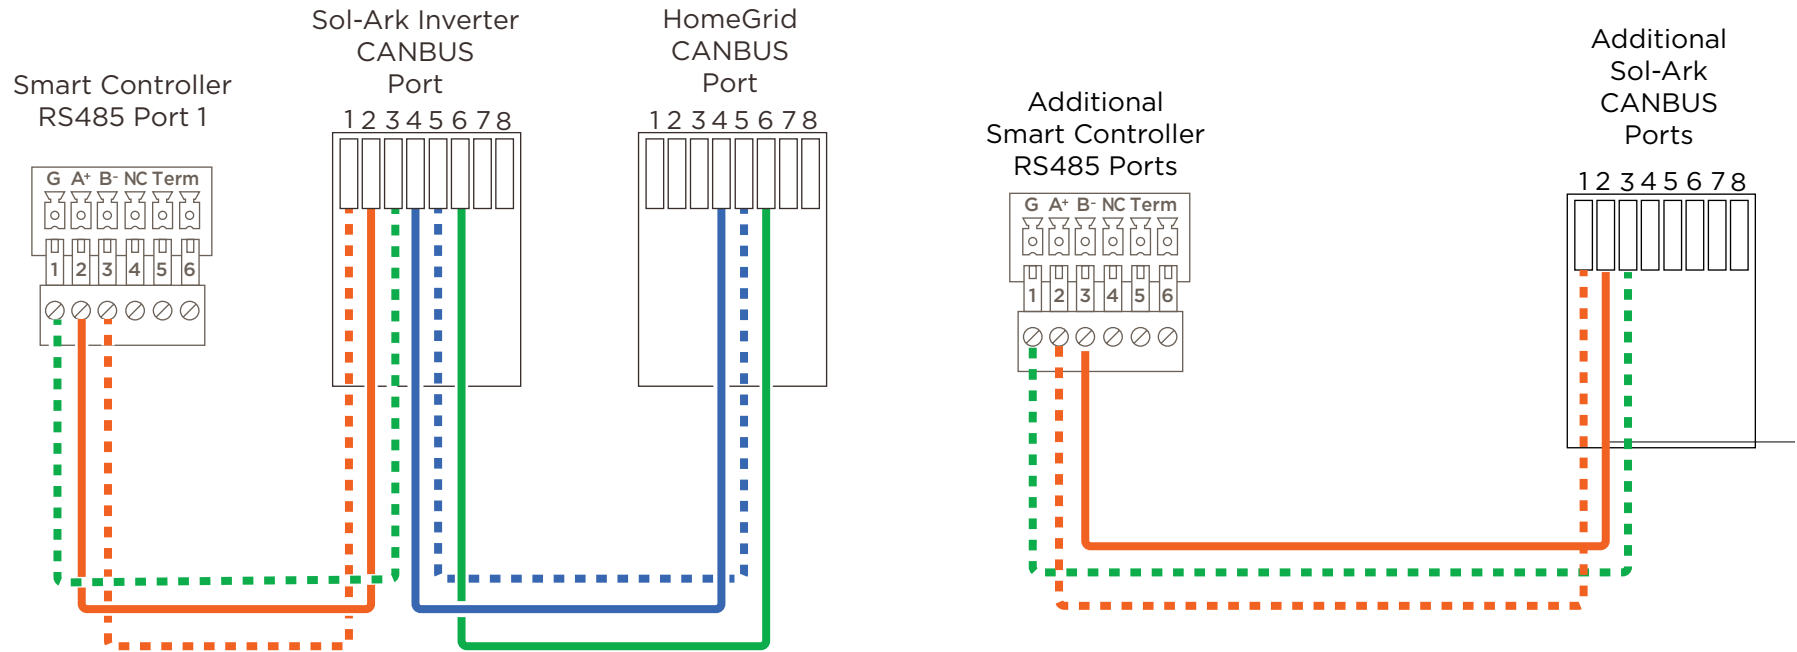 Smart Controller
RS485 Port 1
G A+ B- NC Term
1 2 3 4 5 6
Sol-Ark Inverter
CANBUS
Port
1 2 3 4 5 6 7 8
HomeGrid
CANBUS
Port
1 2 3 4 5 6 7 8
Additional
Smart Controller
RS485 Ports
G A+ B- NC Term
1 2 3 4 5 6
Additional
Sol-Ark
CANBUS
Ports
1 2 3 4 5 6 7 8